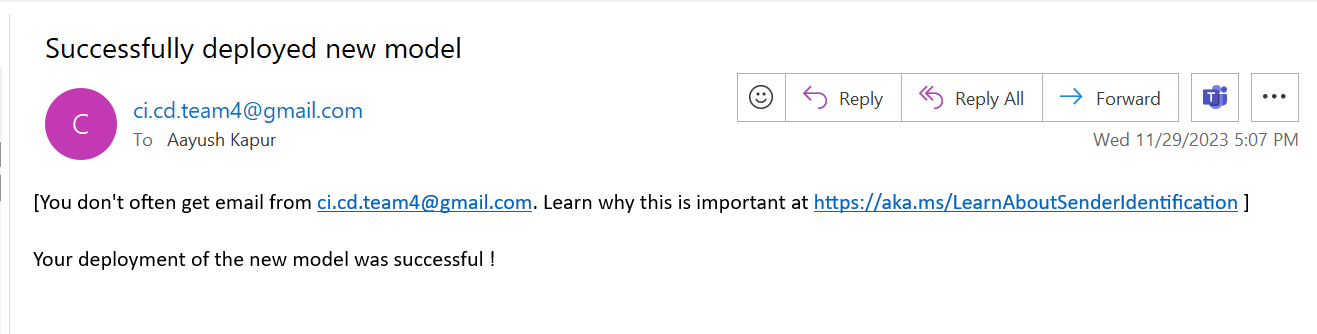 Successfully deployed new model
C
ci.cd.team4@gmail.com
To Aayush Kapur
Reply
Reply All
Forward
Wed 11/29/2023 5:07 PM
[You don't often get email from ci.cd.team4@gmail.com. Learn why this is important at https://aka.ms/LearnAboutSenderIdentification ]
Your deployment of the new model was successful !